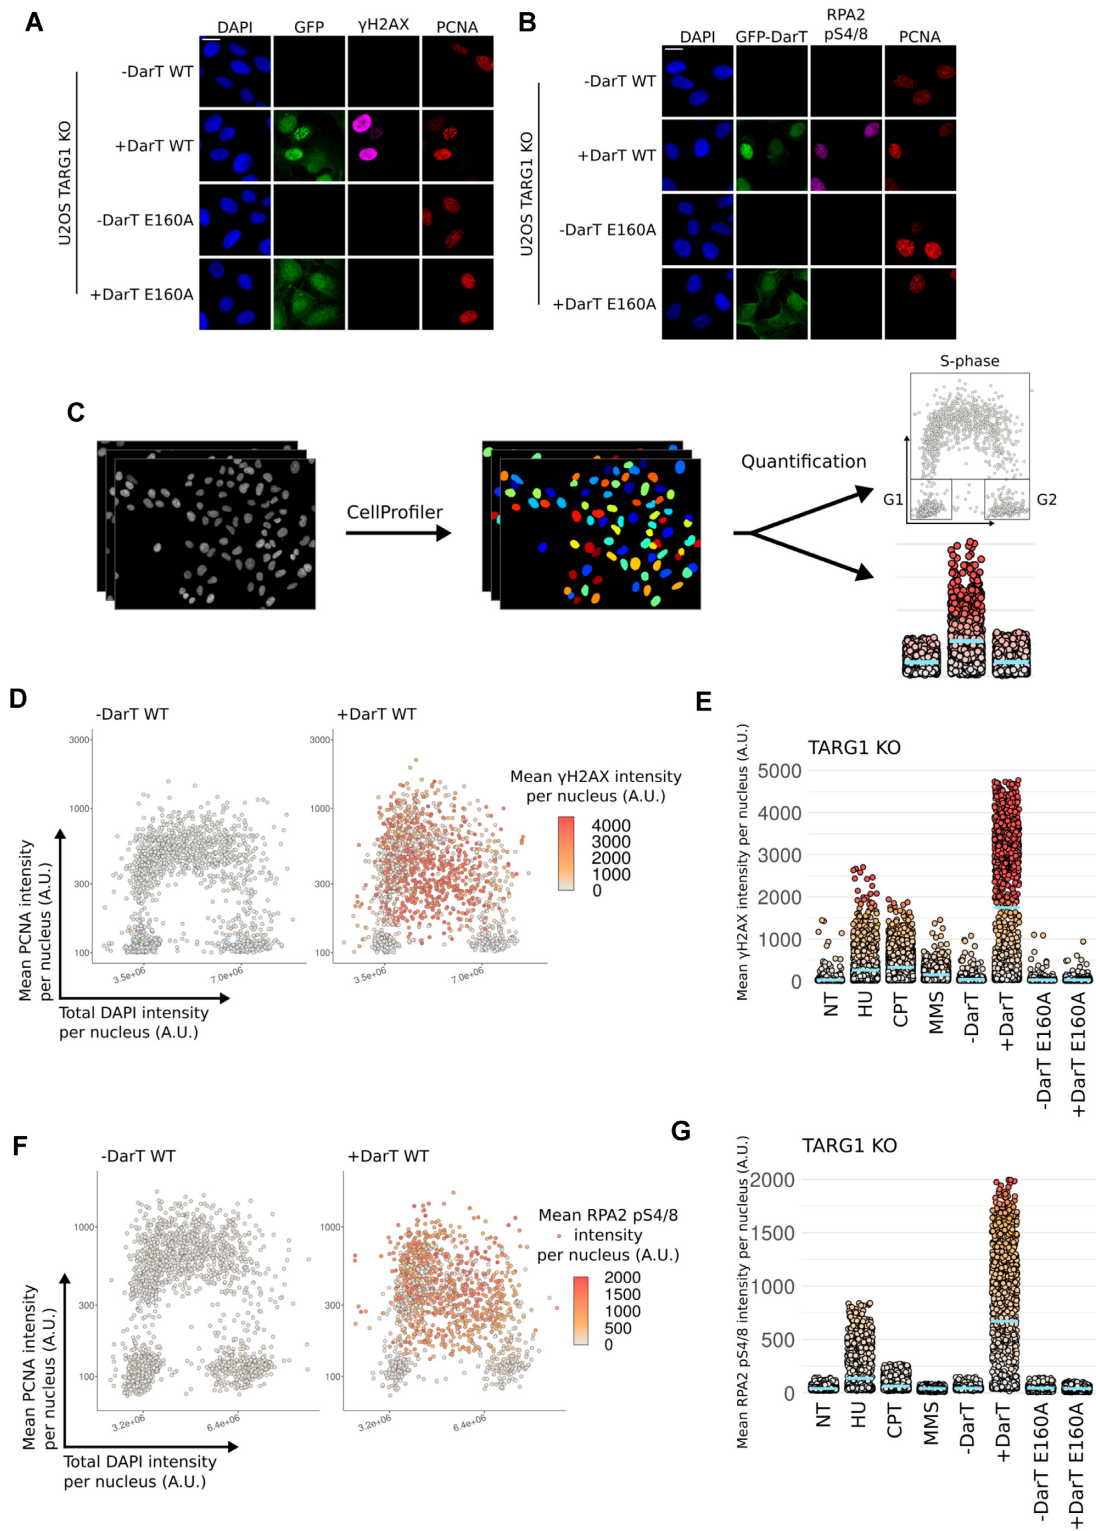 A
DAPI GFP γH2AX PCNA
U2OS TARG1 KO
-DarT WT
+DarT WT
-DarT E160A
+DarT E160A
B
DAPI GFP-DarT RPA2 pS4/8 PCNA
U2OS TARG1 KO
-DarT WT
+DarT WT
-DarT E160A
+DarT E160A
C
CellProfiler
Quantification
S-phase
G1
G2
D
-DarT WT
+DarT WT
Mean PCNA intensity
per nucleus (A.U.)
3000
1000
300
100
3.5e+06 7.0e+06
3.5e+06 7.0e+06
Total DAPI intensity
per nucleus (A.U.)
Mean γH2AX intensity
per nucleus (A.U.)
4000
3000
2000
1000
0
E
TARG1 KO
Mean γH2AX intensity per nucleus (A.U.)
5000
4000
3000
2000
1000
0
NT HU CPT MMS -DarT +DarT -DarT E160A +DarT E160A
F
-DarT WT
+DarT WT
Mean PCNA intensity
per nucleus (A.U.)
1000
300
100
1000
300
100
3.2e+06 6.4e+06
3.2e+06 6.4e+06
Total DAPI intensity
per nucleus (A.U.)
Mean RPA2 pS4/8
intensity
per nucleus (A.U.)
2000
1500
1000
500
0
G
TARG1 KO
Mean RPA2 pS4/8 intensity per nucleus (A.U.)
2000
1500
1000
500
0
NT HU CPT MMS -DarT +DarT -DarT E160A +DarT E160A